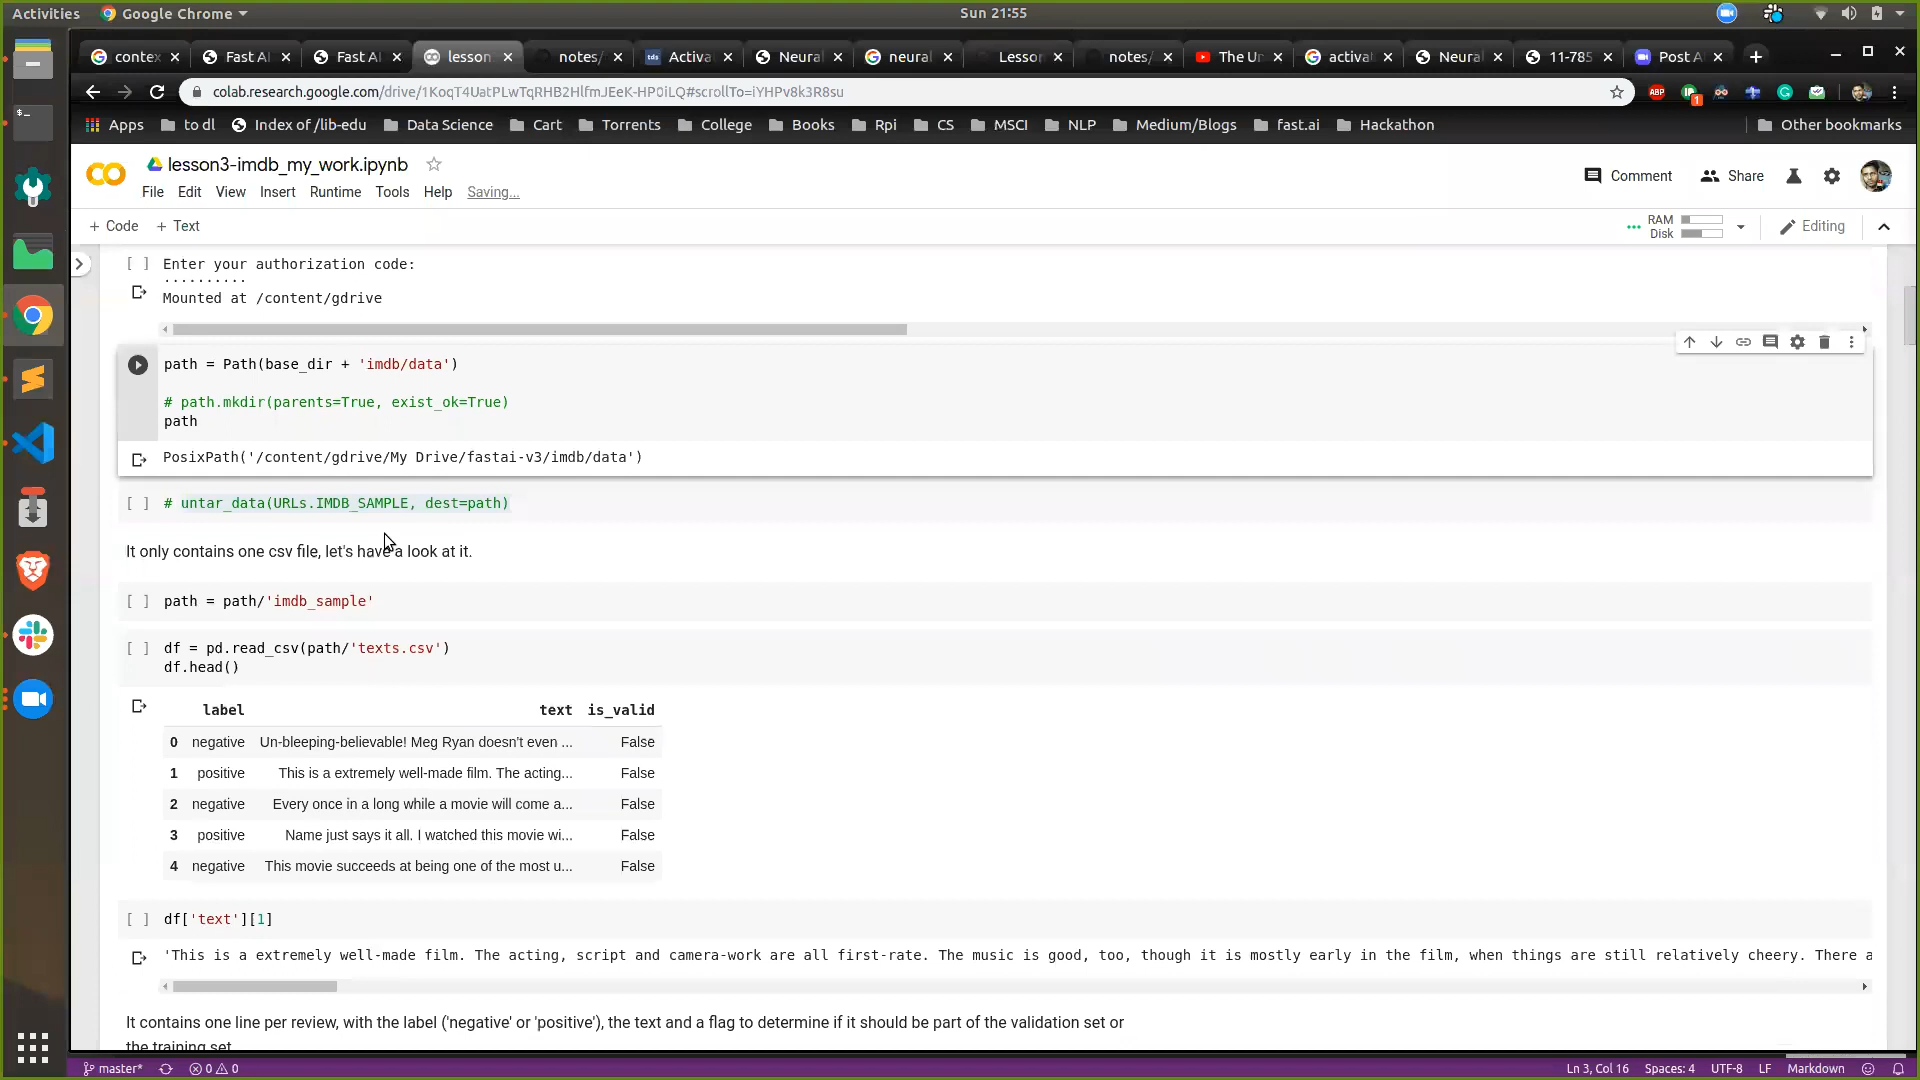 Activities
Google Chrome
Sun 21:55
contex
Fast AI
Fast AI
lesson
notes/
tds
Activa
Neural
neural
Lesson
notes/
The Un
activat
Neural
11-785
Post A
colab.research.google.com/drive/1KoqT4UatPLwTqRHB2HlfmJEeK-HP0iLQ#scrollTo=iYHPv8k3R8su
ABP
1
Apps
to dl
Index of /lib-edu
Data Science
Cart
Torrents
College
Books
Rpi
CS
MSCI
NLP
Medium/Blogs
fast.ai
Hackathon
Other bookmarks
lesson3-imdb_my_work.ipynb
File Edit View Insert Runtime Tools Help Saving...
Comment
Share
+ Code + Text
RAM
Disk
Editing
[ ] Enter your authorization code:
··········
Mounted at /content/gdrive
path = Path(base_dir + 'imdb/data')
# path.mkdir(parents=True, exist_ok=True)
path
PosixPath('/content/gdrive/My Drive/fastai-v3/imdb/data')
[ ] # untar_data(URLs.IMDB_SAMPLE, dest=path)
It only contains one csv file, let's have a look at it.
[ ] path = path/'imdb_sample'
[ ] df = pd.read_csv(path/'texts.csv')
df.head()
label text is_valid
0 negative Un-bleeping-believable! Meg Ryan doesn't even ... False
1 positive This is a extremely well-made film. The acting... False
2 negative Every once in a long while a movie will come a... False
3 positive Name just says it all. I watched this movie wi... False
4 negative This movie succeeds at being one of the most u... False
[ ] df['text'][1]
'This is a extremely well-made film. The acting, script and camera-work are all first-rate. The music is good, too, though it is mostly early in the film, when things are still relatively cheery. There a
It contains one line per review, with the label ('negative' or 'positive'), the text and a flag to determine if it should be part of the validation set or
the training set.
master*
0
0
Ln 3, Col 16
Spaces: 4
UTF-8
LF
Markdown